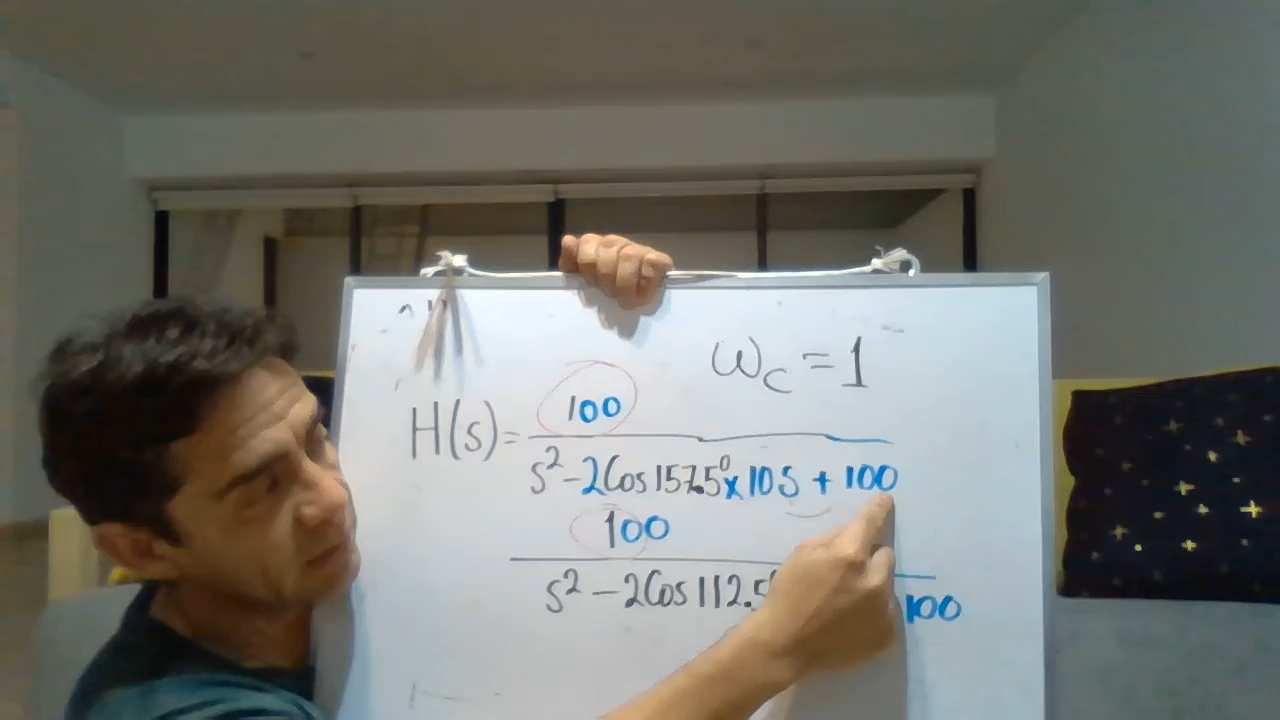 ωc = 1
H(s) = 100
s² - 2Cos 157.5° x 10s + 100
100
s² - 2Cos 112.5 100